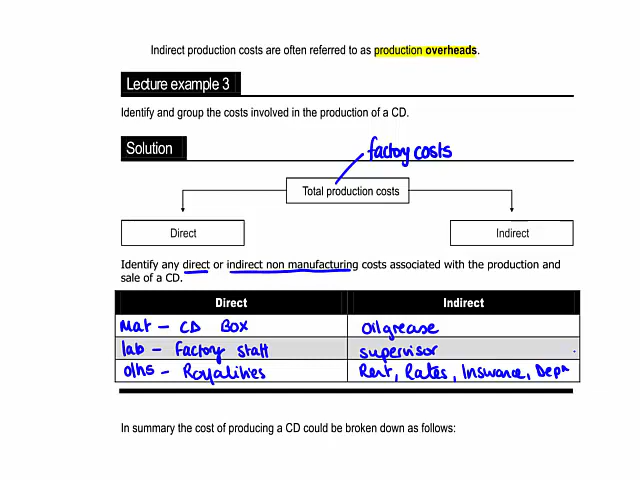 Indirect production costs are often referred to as production overheads.
Lecture example 3
Identify and group the costs involved in the production of a CD.
Solution
factory costs
Total production costs
Direct Indirect
Identify any direct or indirect non manufacturing costs associated with the production and
sale of a CD.
Direct Indirect
Mat – CD Box Oil grease
lab – Factory staff supervisor
o/hs – Royalities Rent, Rates, Insurance, Depn
In summary the cost of producing a CD could be broken down as follows: